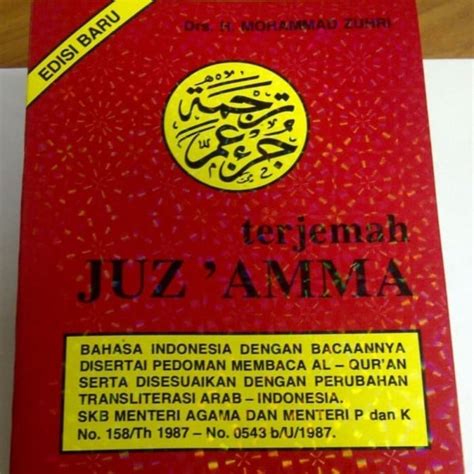 EDISI BARU
Drs. H. MOHAMMAD ZUHRI
ترجمة
جزء عم
terjemah
JUZ 'AMMA
BAHASA INDONESIA DENGAN BACAANNYA
DISERTAI PEDOMAN MEMBACA AL – QUR'AN
SERTA DISESUAIKAN DENGAN PERUBAHAN
TRANSLITERASI ARAB – INDONESIA.
SKB MENTERI AGAMA DAN MENTERI P dan K
No. 158/Th 1987 – No. 0543 b/U/1987.